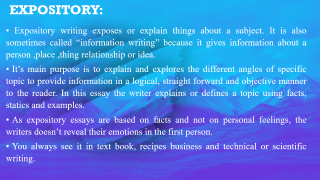 EXPOSITORY:
• Expository writing exposes or explain things about a subject. It is also
sometimes called “information writing” because it gives information about a
person ,place ,thing relationship or idea.
• It’s main purpose is to explain and explores the different angles of specific
topic to provide information in a logical, straight forward and objective manner
to the reader. In this essay the writer explains or defines a topic using facts,
statics and examples.
• As expository essays are based on facts and not on personal feelings, the
writers doesn’t reveal their emotions in the first person.
• You always see it in text book, recipes business and technical or scientific
writing.